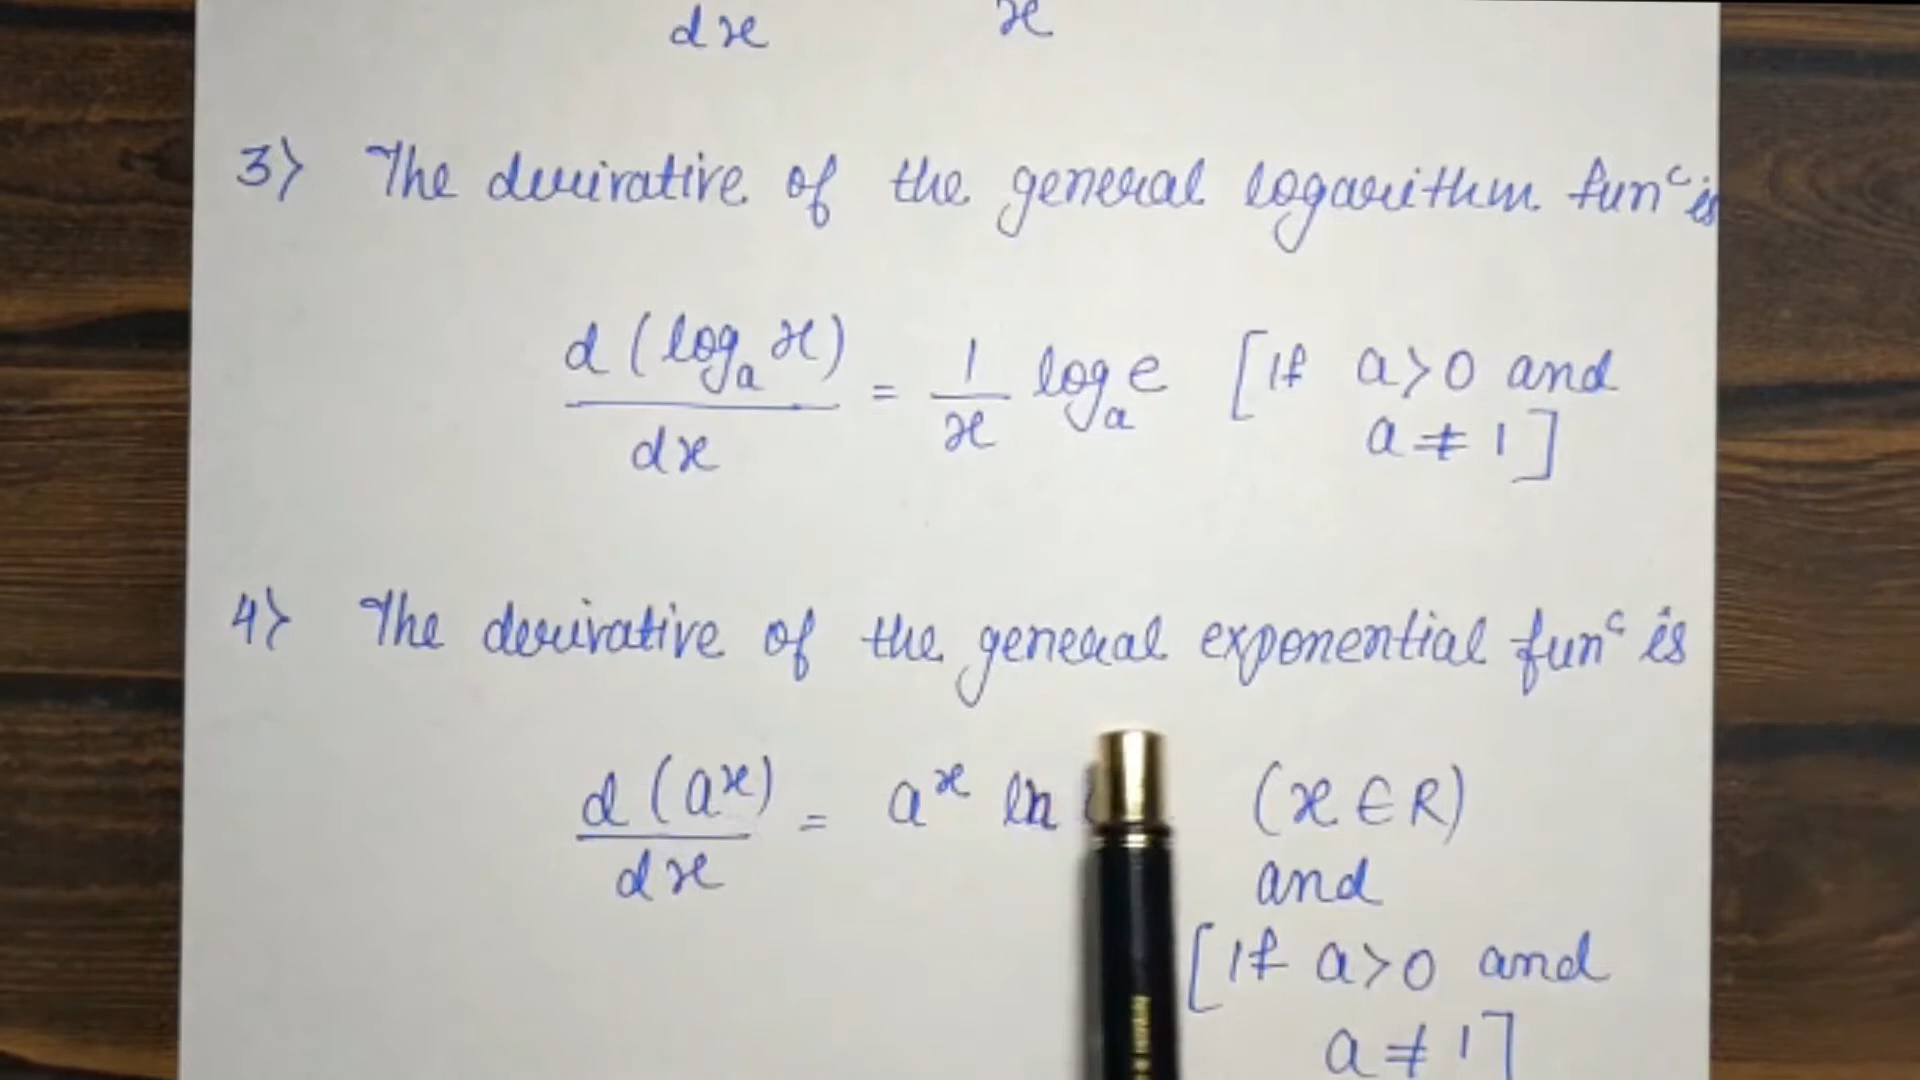 dx x
3) The derivative of the general logarithm funᶜ is
d (logₐ x) / dx = 1/x logₐ e [If a>0 and
a ≠ 1]
4) The derivative of the general exponential funᶜ is
d (aˣ) / dx = aˣ ln (x ∈ R)
and
[If a>0 and
a ≠ 1]